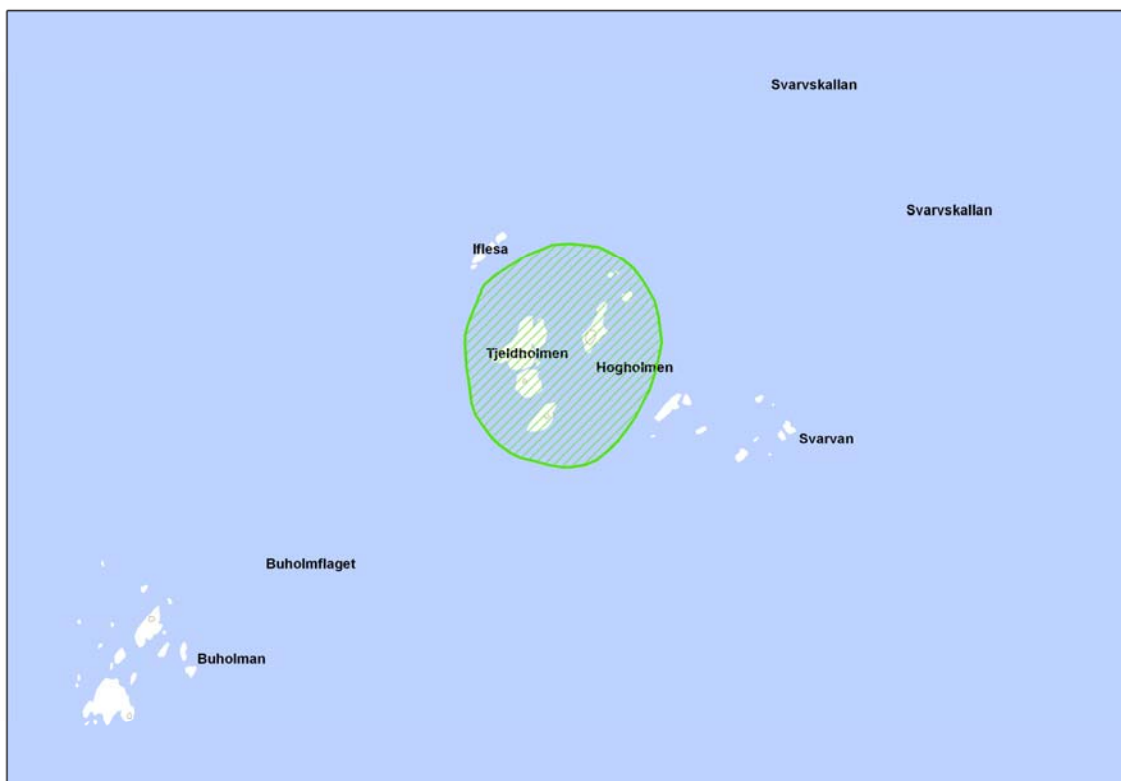 Svarvskallan
Svarvskallan
Iflesa
Tjeldholmen
Hogholmen
Svarvan
Buholmflaget
Buholman